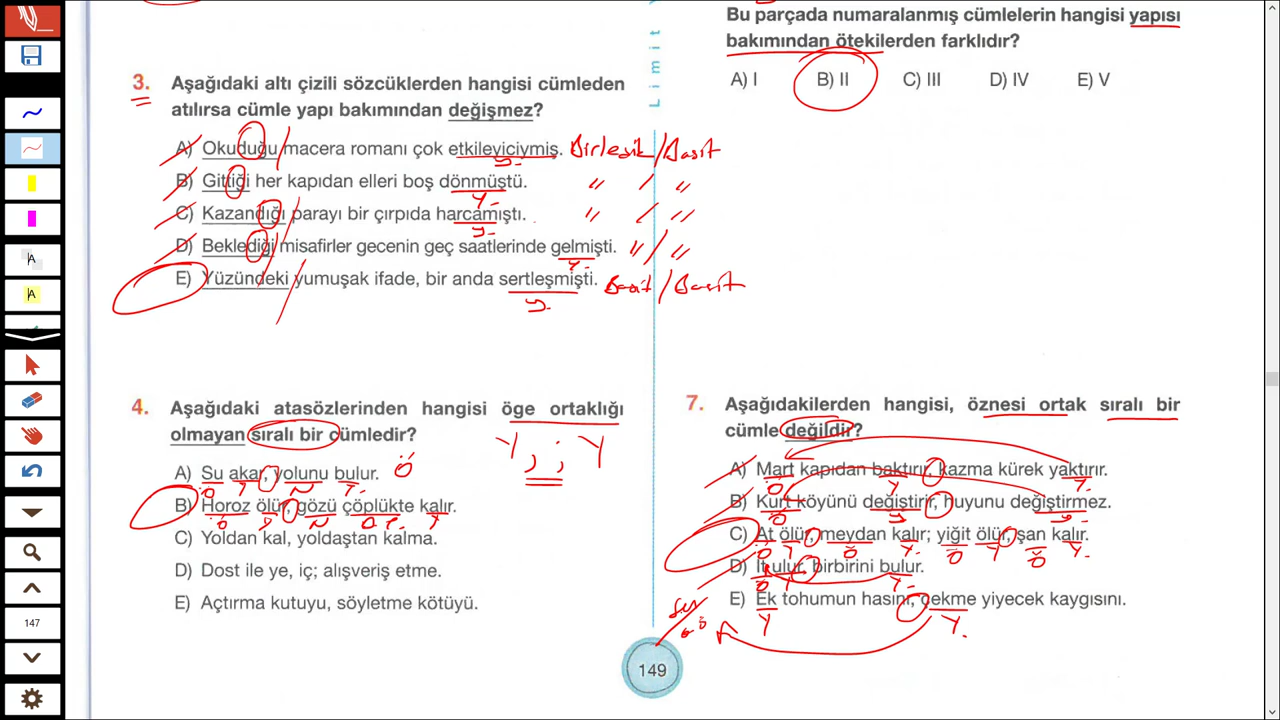 3. Aşağıdaki altı çizili sözcüklerden hangisi cümleden
atılırsa cümle yapı bakımından değişmez?
A) Okuduğu macera romanı çok etkileyiciymiş. Birleşik / Basit
B) Gittiği her kapıdan elleri boş dönmüştü. " / "
C) Kazandığı parayı bir çırpıda harcamıştı. " / "
D) Beklediği misafirler gecenin geç saatlerinde gelmişti. " / "
E) Yüzündeki yumuşak ifade, bir anda sertleşmişti. Basit / Basit
y.
4. Aşağıdaki atasözlerinden hangisi öge ortaklığı
olmayan sıralı bir cümledir?
Y , ; Y
A) Su akar, yolunu bulur. Ö
Ö Y N Y.
B) Horoz ölür, gözü çöplükte kalır.
Ö Y N D.T. Y
C) Yoldan kal, yoldaştan kalma.
D) Dost ile ye, iç; alışveriş etme.
E) Açtırma kutuyu, söyletme kötüyü.
Limit
Bu parçada numaralanmış cümlelerin hangisi yapısı
bakımından ötekilerden farklıdır?
A) I B) II C) III D) IV E) V
7. Aşağıdakilerden hangisi, öznesi ortak sıralı bir
cümle değildir?
A) Mart kapıdan baktırır, kazma kürek yaktırır.
Ö Y Y.
B) Kurt köyünü değiştirir, huyunu değiştirmez.
Ö y y.
C) At ölür, meydan kalır; yiğit ölür, şan kalır.
Ö Y Ö Y. Ö Y Ö Y.
D) İt ulur, birbirini bulur.
Ö Y Y.
E) Ek tohumun hasını, çekme yiyecek kaygısını.
Y Y.
149
A
A
147